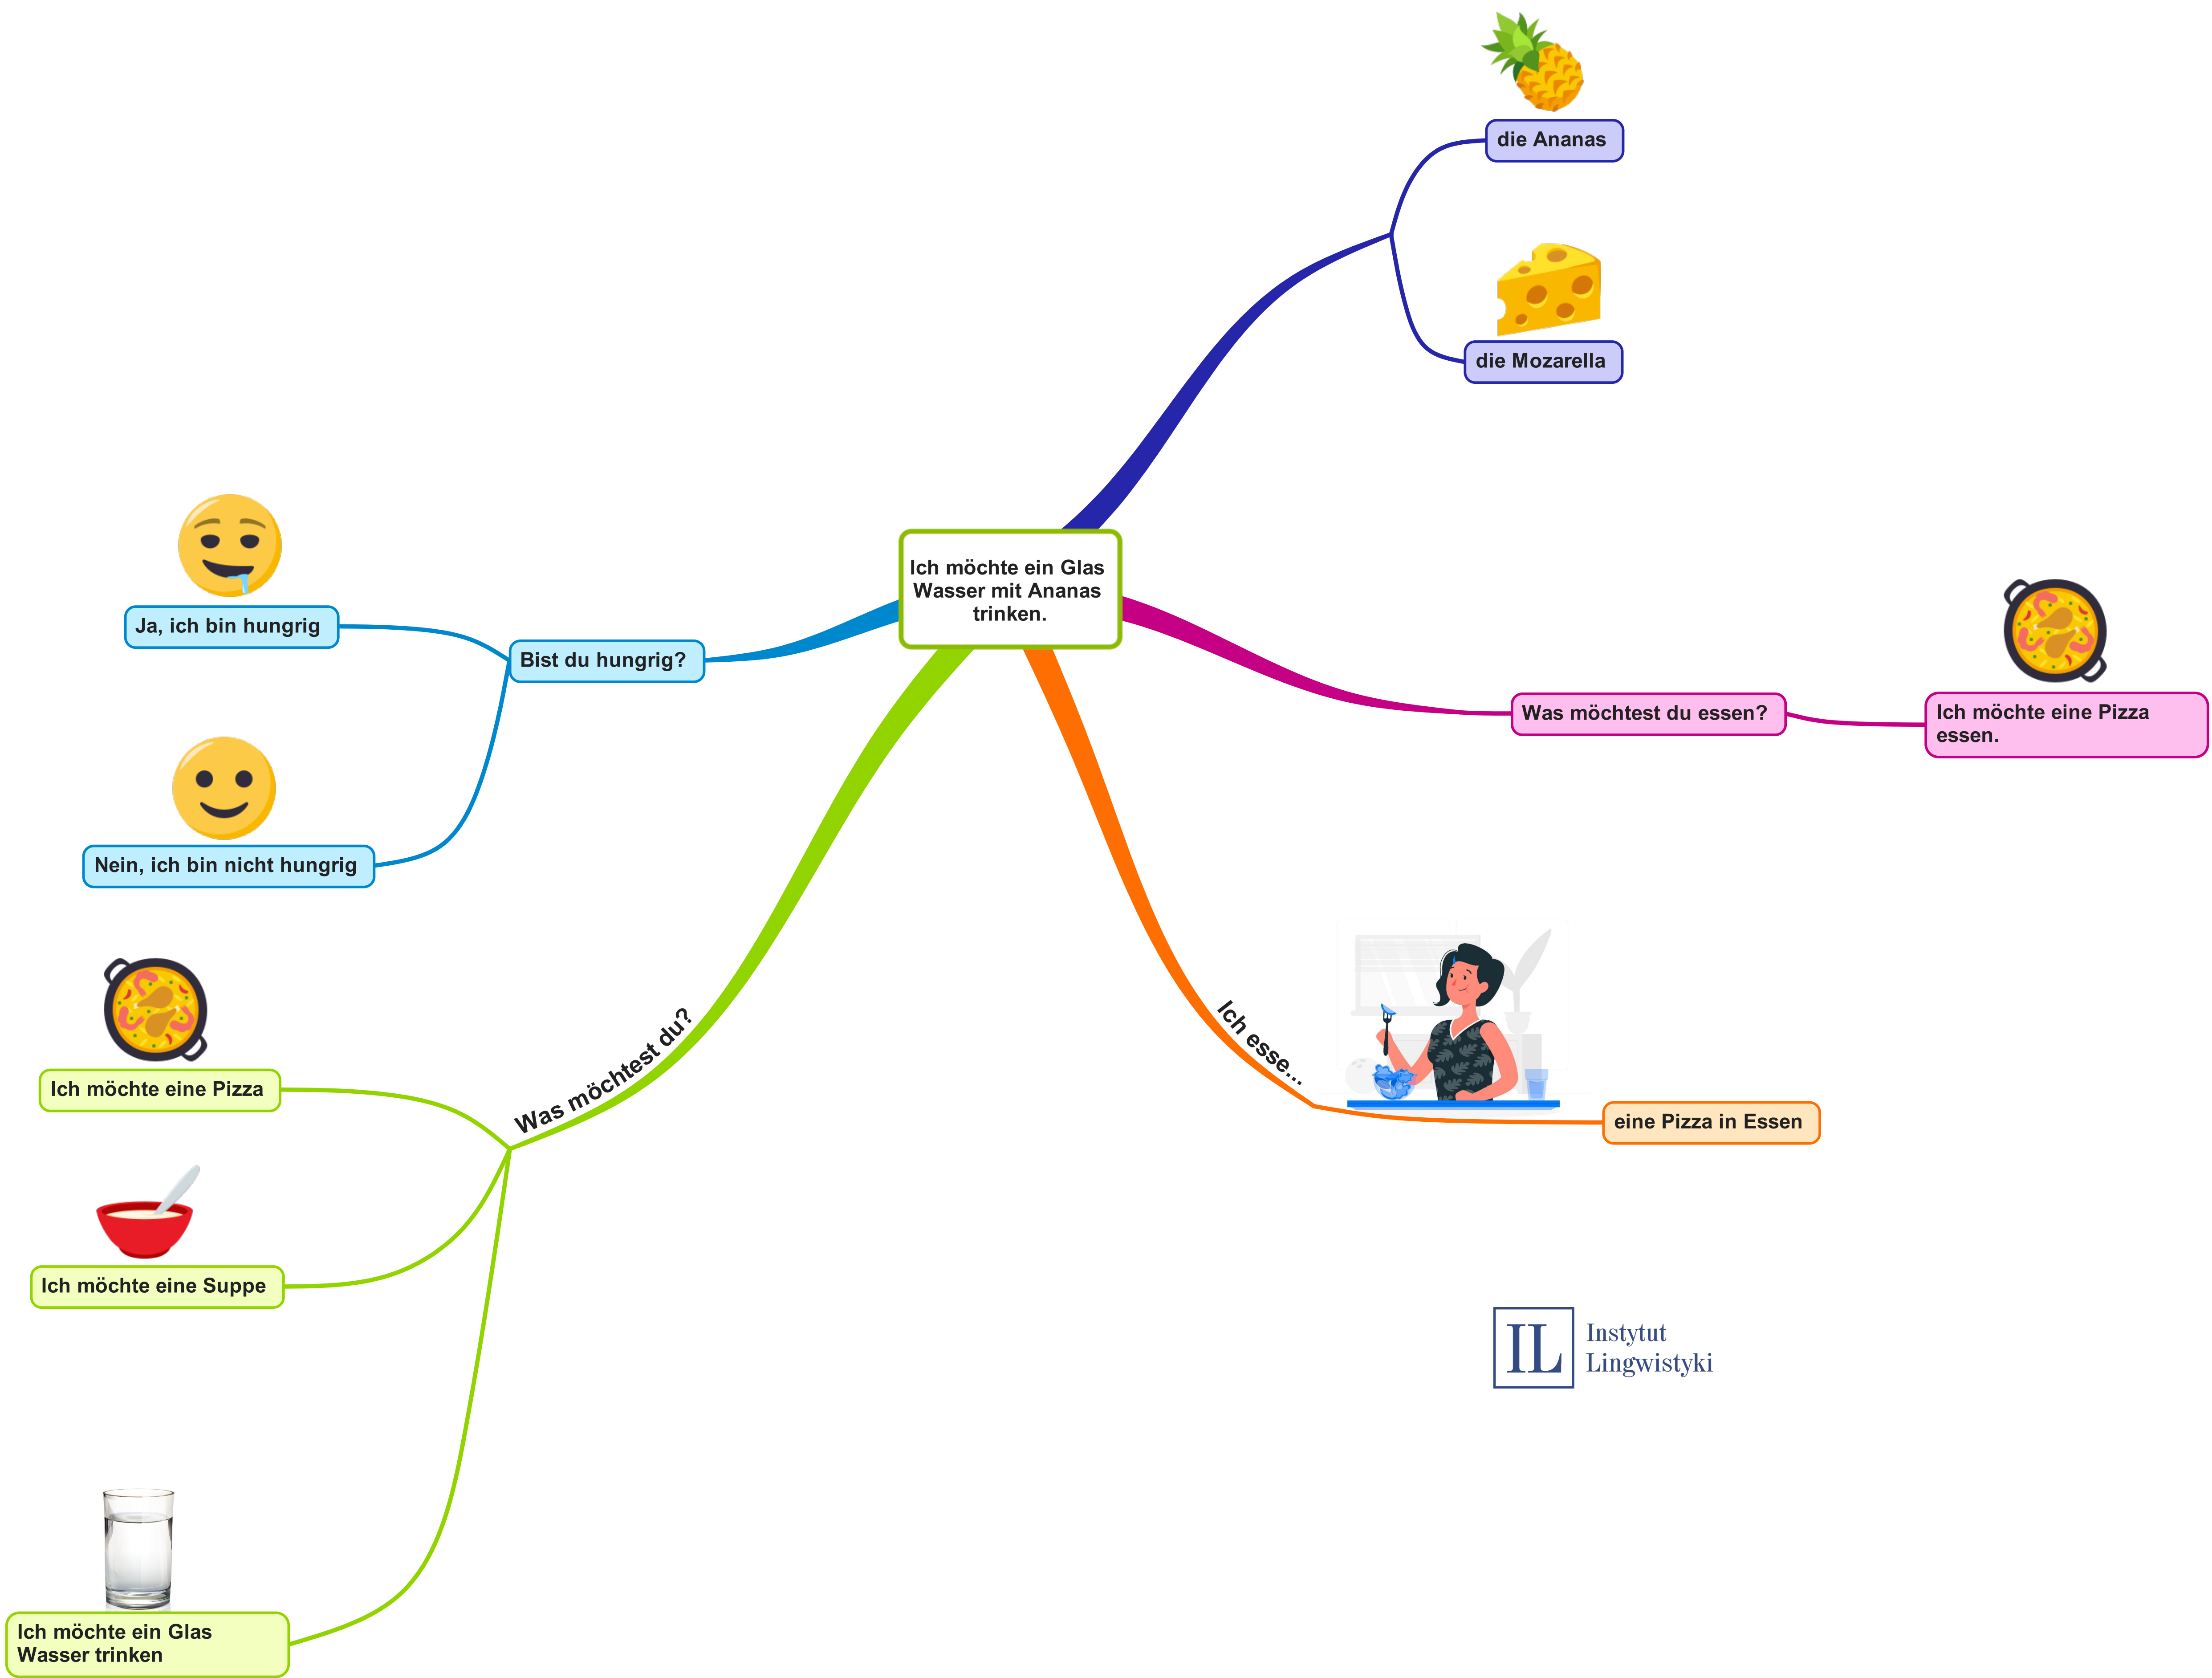 die Ananas
die Mozarella
Ich möchte ein Glas
Wasser mit Ananas
trinken.
Ja, ich bin hungrig
Bist du hungrig?
Nein, ich bin nicht hungrig
Was möchtest du essen?
Ich möchte eine Pizza
essen.
Was möchtest du?
Ich möchte eine Pizza
Ich möchte eine Suppe
Ich möchte ein Glas
Wasser trinken
Ich esse...
eine Pizza in Essen
IL
Instytut
Lingwistyki